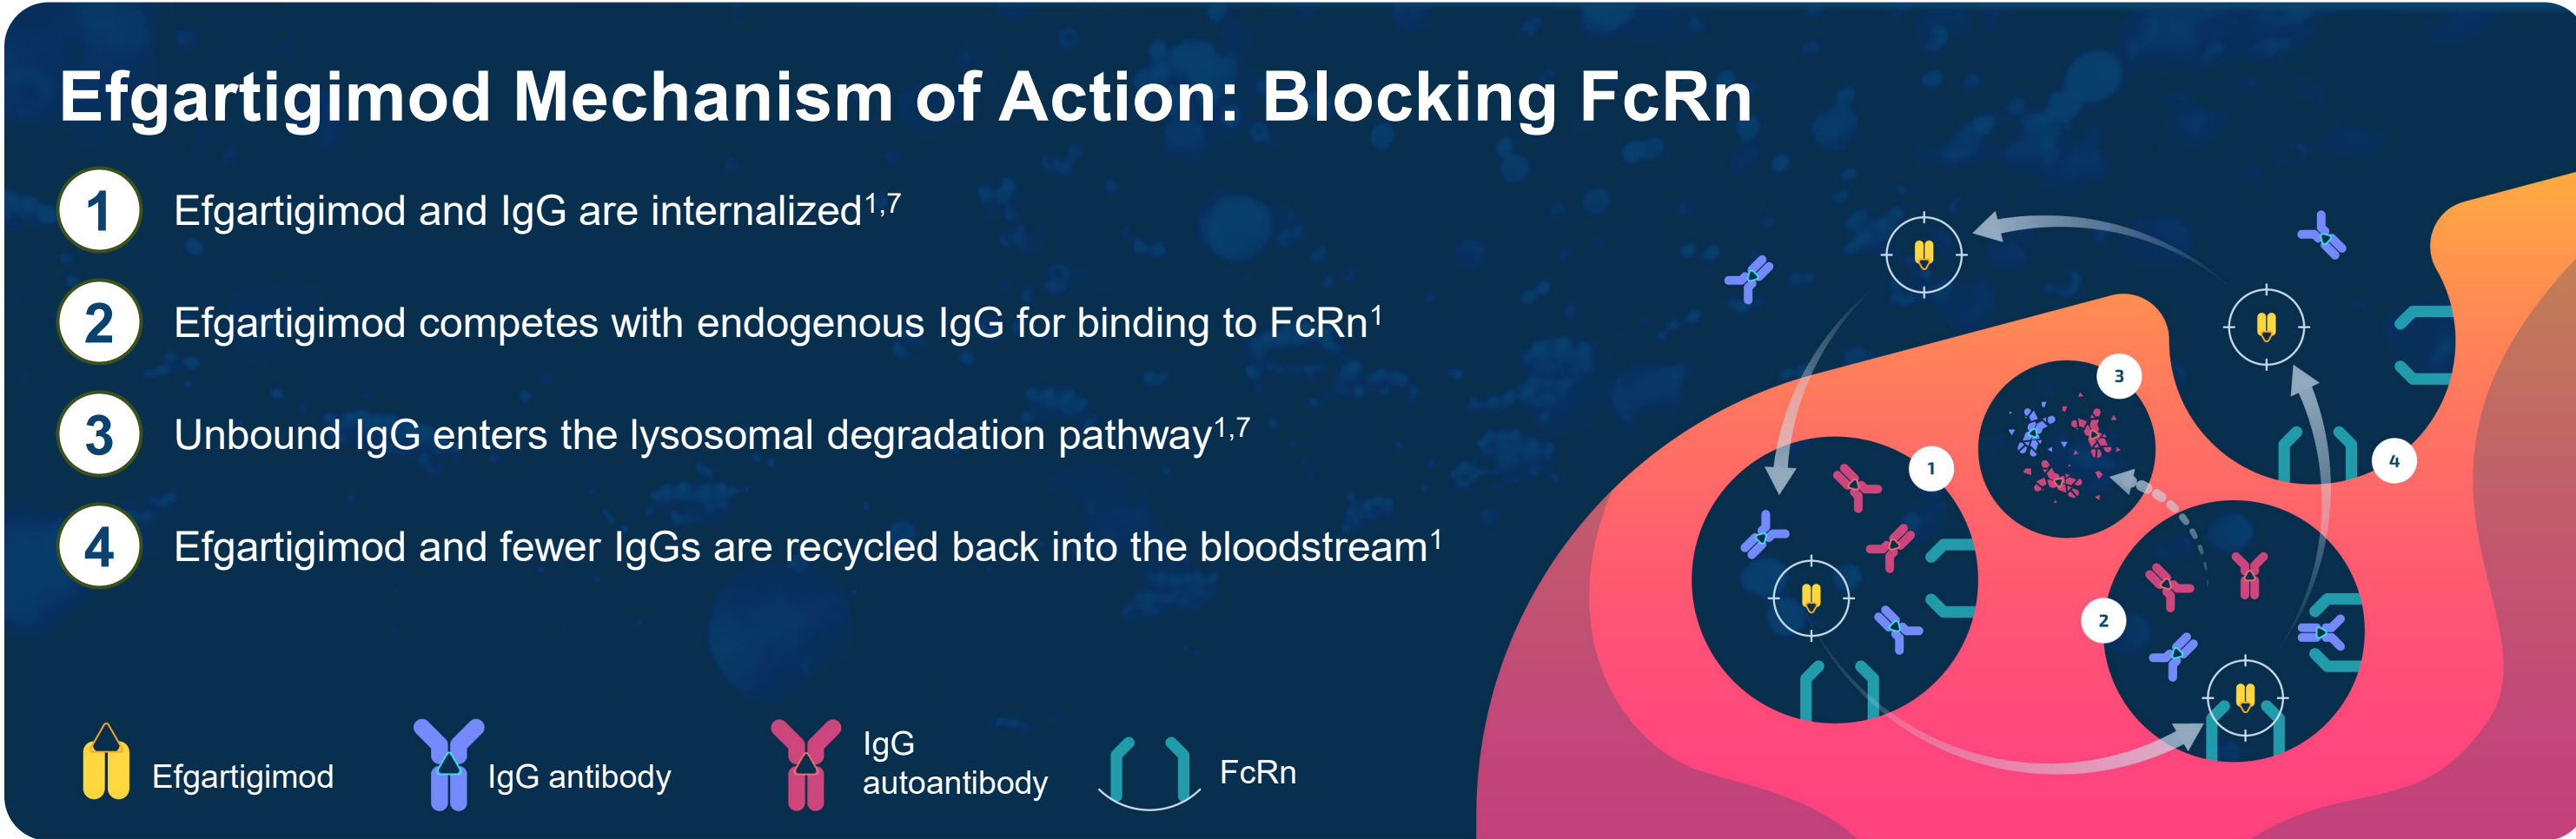 Efgartigimod Mechanism of Action: Blocking FcRn
1 Efgartigimod and IgG are internalized1,7
2 Efgartigimod competes with endogenous IgG for binding to FcRn1
3 Unbound IgG enters the lysosomal degradation pathway1,7
4 Efgartigimod and fewer IgGs are recycled back into the bloodstream1
3
1
4
2
Efgartigimod
IgG antibody
IgG
autoantibody
FcRn